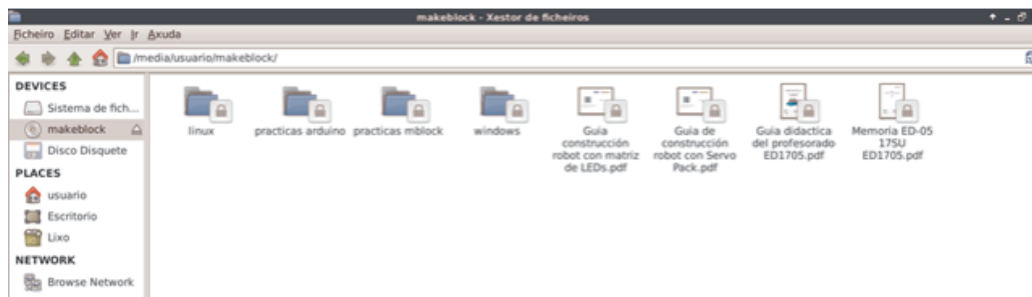 makeblock - Xestor de ficheiros
Ficheiro Editar Ver Ir Axuda
/media/usuario/makeblock/
DEVICES
Sistema de fich...
makeblock
Disco Disquete
PLACES
usuario
Escritorio
Lixo
NETWORK
Browse Network
linux
practicas arduino
practicas mblock
windows
Guia
construcción
robot con matriz
de LEDs.pdf
Guia de
construcción
robot con Servo
Pack.pdf
Guia didactica
del profesorado
ED1705.pdf
Memoria ED-05
175U
ED1705.pdf